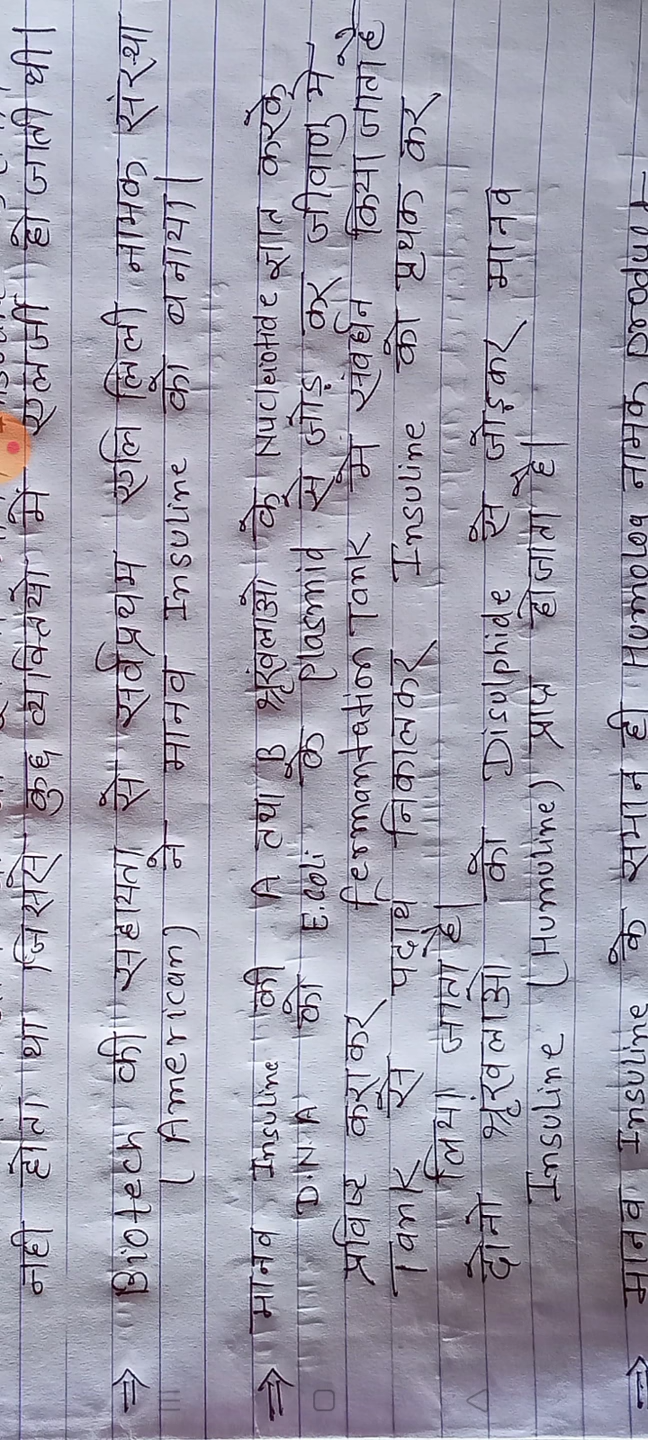 नही होता था जिससे कुछ व्यक्तियो मे एलर्जी हो जाती थी।
⇒ Biotech की सहायता से सर्वप्रथम एलि लिली नामक संस्था
(American) ने मानव Insuline को बनाया।
⇒ मानव Insuline की A तथा B श्रृंखलाओ के Nucleotide ज्ञात करके
D.N.A को E.coli के Plasmid से जोड़ कर जीवाणु मे
प्रविष्ट कराकर fermantation Tank मे संवर्धन किया जाता है
Tank से पदार्थ निकालकर Insuline को पृथक कर
लिया जाता है।
दोनो श्रृंखलाओ को Disulphide से जोड़कर मानव
Insuline (Humuline) प्राप्त होजाता है।
⇒ मानव Insuline के समान ही Humolog नामक product